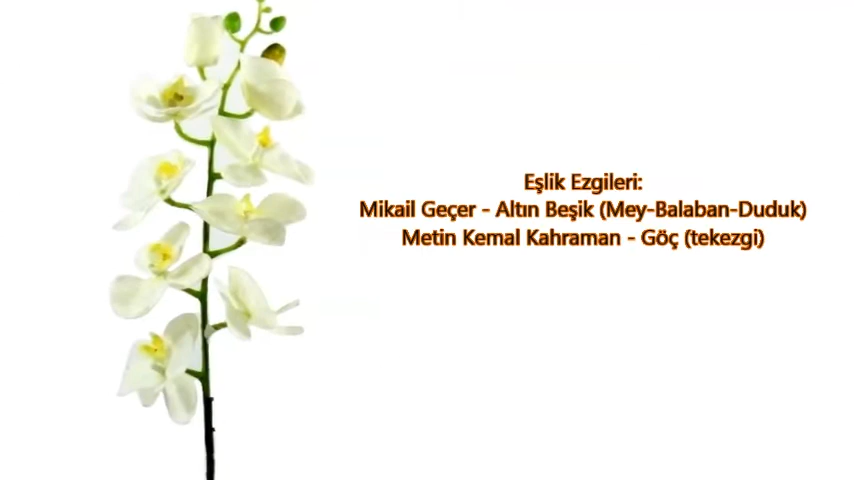 Eşlik Ezgileri:
Mikail Geçer - Altın Beşik (Mey-Balaban-Duduk)
Metin Kemal Kahraman - Göç (tekezgi)